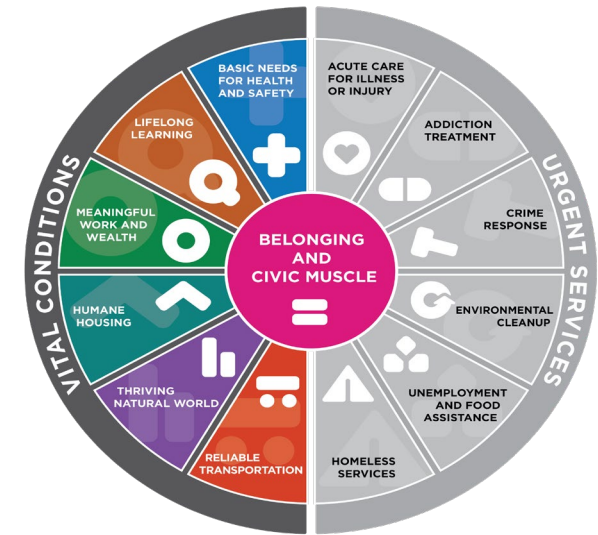 VITAL CONDITIONS
BASIC NEEDS
FOR HEALTH
AND SAFETY
LIFELONG
LEARNING
MEANINGFUL
WORK AND
WEALTH
HUMANE
HOUSING
THRIVING
NATURAL WORLD
RELIABLE
TRANSPORTATION
BELONGING
AND
CIVIC MUSCLE
URGENT SERVICES
ACUTE CARE
FOR ILLNESS
OR INJURY
ADDICTION
TREATMENT
CRIME
RESPONSE
ENVIRONMENTAL
CLEANUP
UNEMPLOYMENT
AND FOOD
ASSISTANCE
HOMELESS
SERVICES